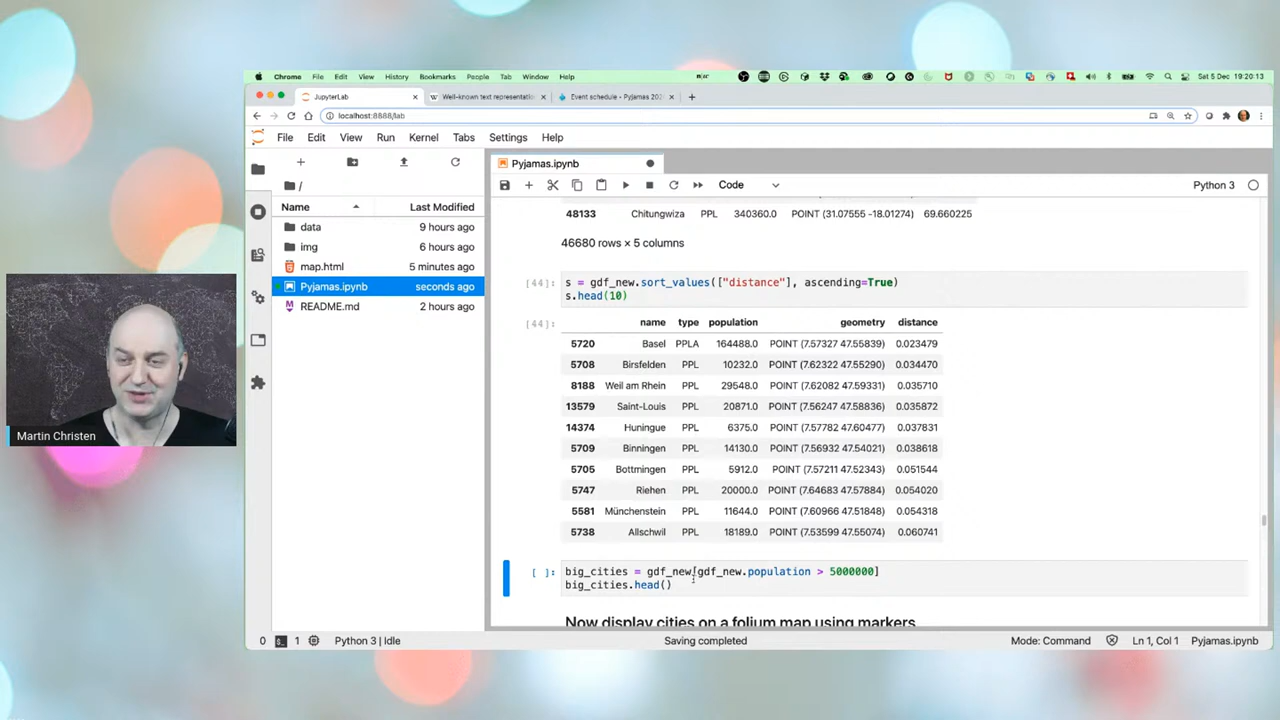 Chrome File Edit View History Bookmarks People Tab Window Help Sat 5 Dec 19:20:13
JupyterLab Well-known text representatio Event schedule - Pyjamas 202
localhost:8888/lab
File Edit View Run Kernel Tabs Settings Help
Pyjamas.ipynb
/
Code
Python 3
Name Last Modified
data 9 hours ago
img 6 hours ago
map.html 5 minutes ago
Pyjamas.ipynb seconds ago
README.md 2 hours ago
48133 Chitungwiza PPL 340360.0 POINT (31.07555 -18.01274) 69.660225
46680 rows × 5 columns
[44]: s = gdf_new.sort_values(["distance"], ascending=True)
s.head(10)
[44]: name type population geometry distance
5720 Basel PPLA 164488.0 POINT (7.57327 47.55839) 0.023479
5708 Birsfelden PPL 10232.0 POINT (7.62322 47.55290) 0.034470
8188 Weil am Rhein PPL 29548.0 POINT (7.62082 47.59331) 0.035710
13579 Saint-Louis PPL 20871.0 POINT (7.56247 47.58836) 0.035872
14374 Huningue PPL 6375.0 POINT (7.57782 47.60477) 0.037831
5709 Binningen PPL 14130.0 POINT (7.56932 47.54021) 0.038618
5705 Bottmingen PPL 5912.0 POINT (7.57211 47.52343) 0.051544
5747 Riehen PPL 20000.0 POINT (7.64683 47.57884) 0.054020
5581 Münchenstein PPL 11644.0 POINT (7.60966 47.51848) 0.054318
5738 Allschwil PPL 18189.0 POINT (7.53599 47.55074) 0.060741
[ ]: big_cities = gdf_new[gdf_new.population > 5000000]
big_cities.head()
Now display cities on a folium map using markers
0 1 Python 3 | Idle Saving completed Mode: Command Ln 1, Col 1 Pyjamas.ipynb
Martin Christen